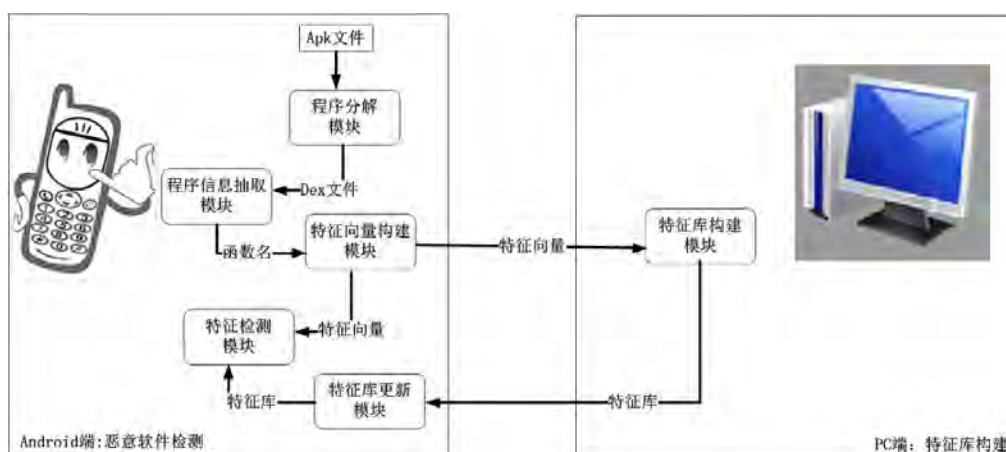 Apk文件
程序分解
模块
Dex文件
程序信息抽取
模块
函数名
特征向量构建
模块
特征向量
特征库构建
模块
特征向量
特征检测
模块
特征库
特征库更新
模块
特征库
Android端:恶意软件检测
PC端: 特征库构建